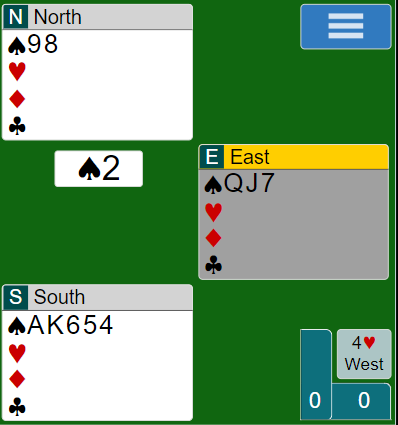 N North
♠98
♥
♦
♣
♠2
E East
♠QJ7
♥
♦
♣
S South
♠AK654
♥
♦
♣
4♥
West
0 0